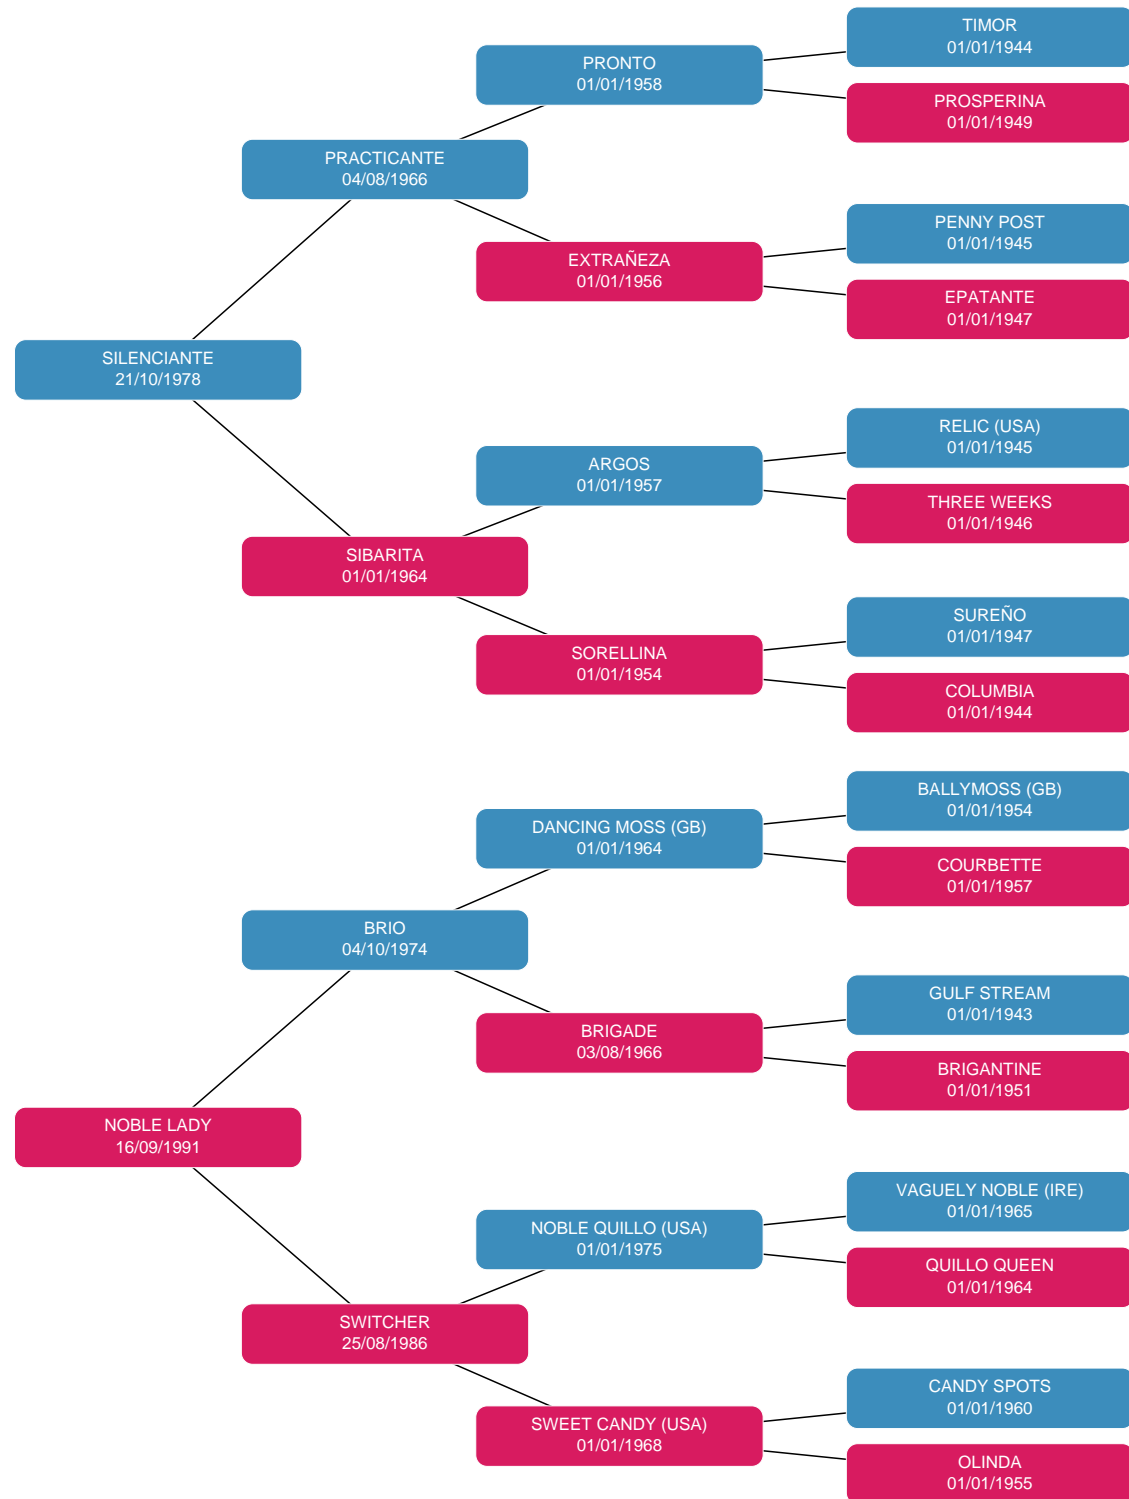 TIMOR
01/01/1944
PRONTO
01/01/1958
PROSPERINA
01/01/1949
PRACTICANTE
04/08/1966
PENNY POST
01/01/1945
EXTRAÑEZA
01/01/1956
EPATANTE
01/01/1947
SILENCIANTE
21/10/1978
RELIC (USA)
01/01/1945
ARGOS
01/01/1957
THREE WEEKS
01/01/1946
SIBARITA
01/01/1964
SUREÑO
01/01/1947
SORELLINA
01/01/1954
COLUMBIA
01/01/1944
BALLYMOSS (GB)
01/01/1954
DANCING MOSS (GB)
01/01/1964
COURBETTE
01/01/1957
BRIO
04/10/1974
GULF STREAM
01/01/1943
BRIGADE
03/08/1966
BRIGANTINE
01/01/1951
NOBLE LADY
16/09/1991
VAGUELY NOBLE (IRE)
01/01/1965
NOBLE QUILLO (USA)
01/01/1975
QUILLO QUEEN
01/01/1964
SWITCHER
25/08/1986
CANDY SPOTS
01/01/1960
SWEET CANDY (USA)
01/01/1968
OLINDA
01/01/1955